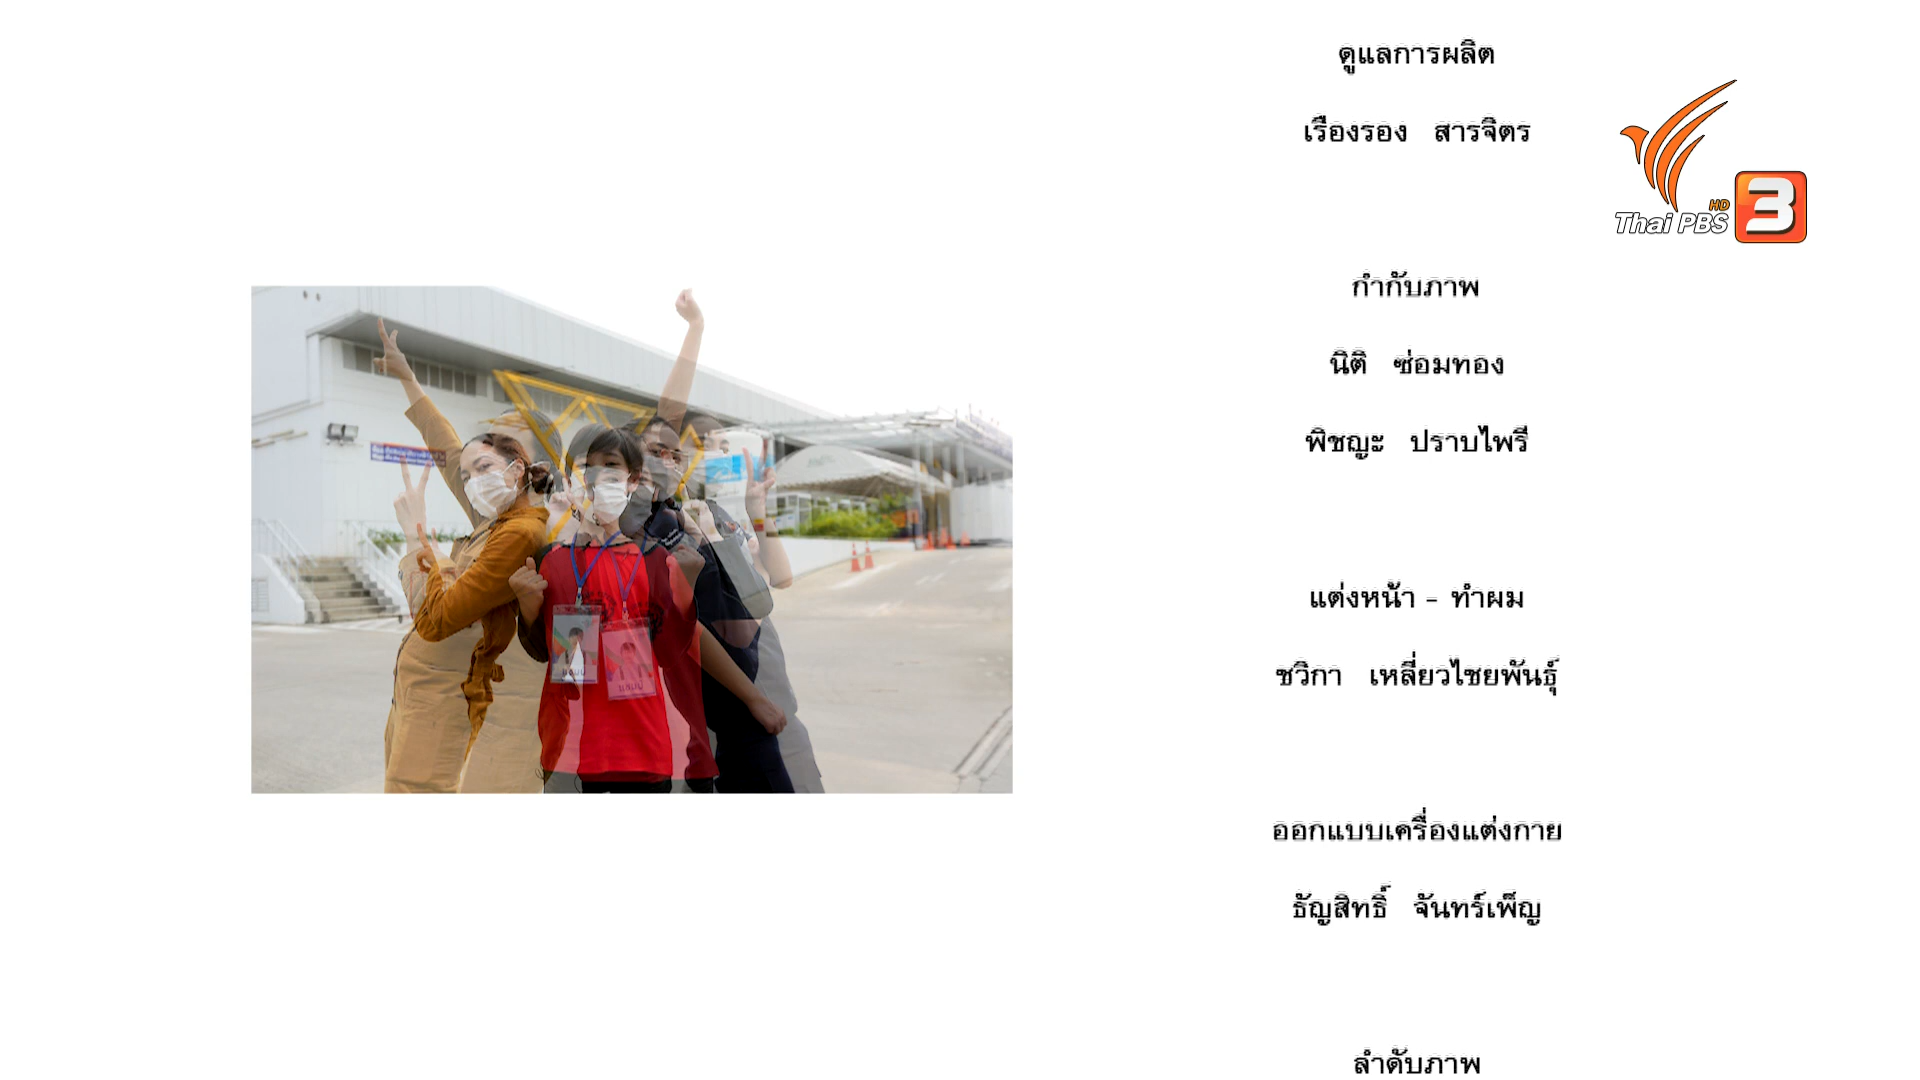 ดูแลการผลิต
เรืองรอง สารจิตร
HD
Thai PBS 3
กำกับภาพ
นิติ ซ่อมทอง
พิชญะ ปราบไพรี
แต่งหน้า - ทำผม
ชวิกา เหลี่ยวไชยพันธุ์
ออกแบบเครื่องแต่งกาย
ธัญสิทธิ์ จันทร์เพ็ญ
ลำดับภาพ